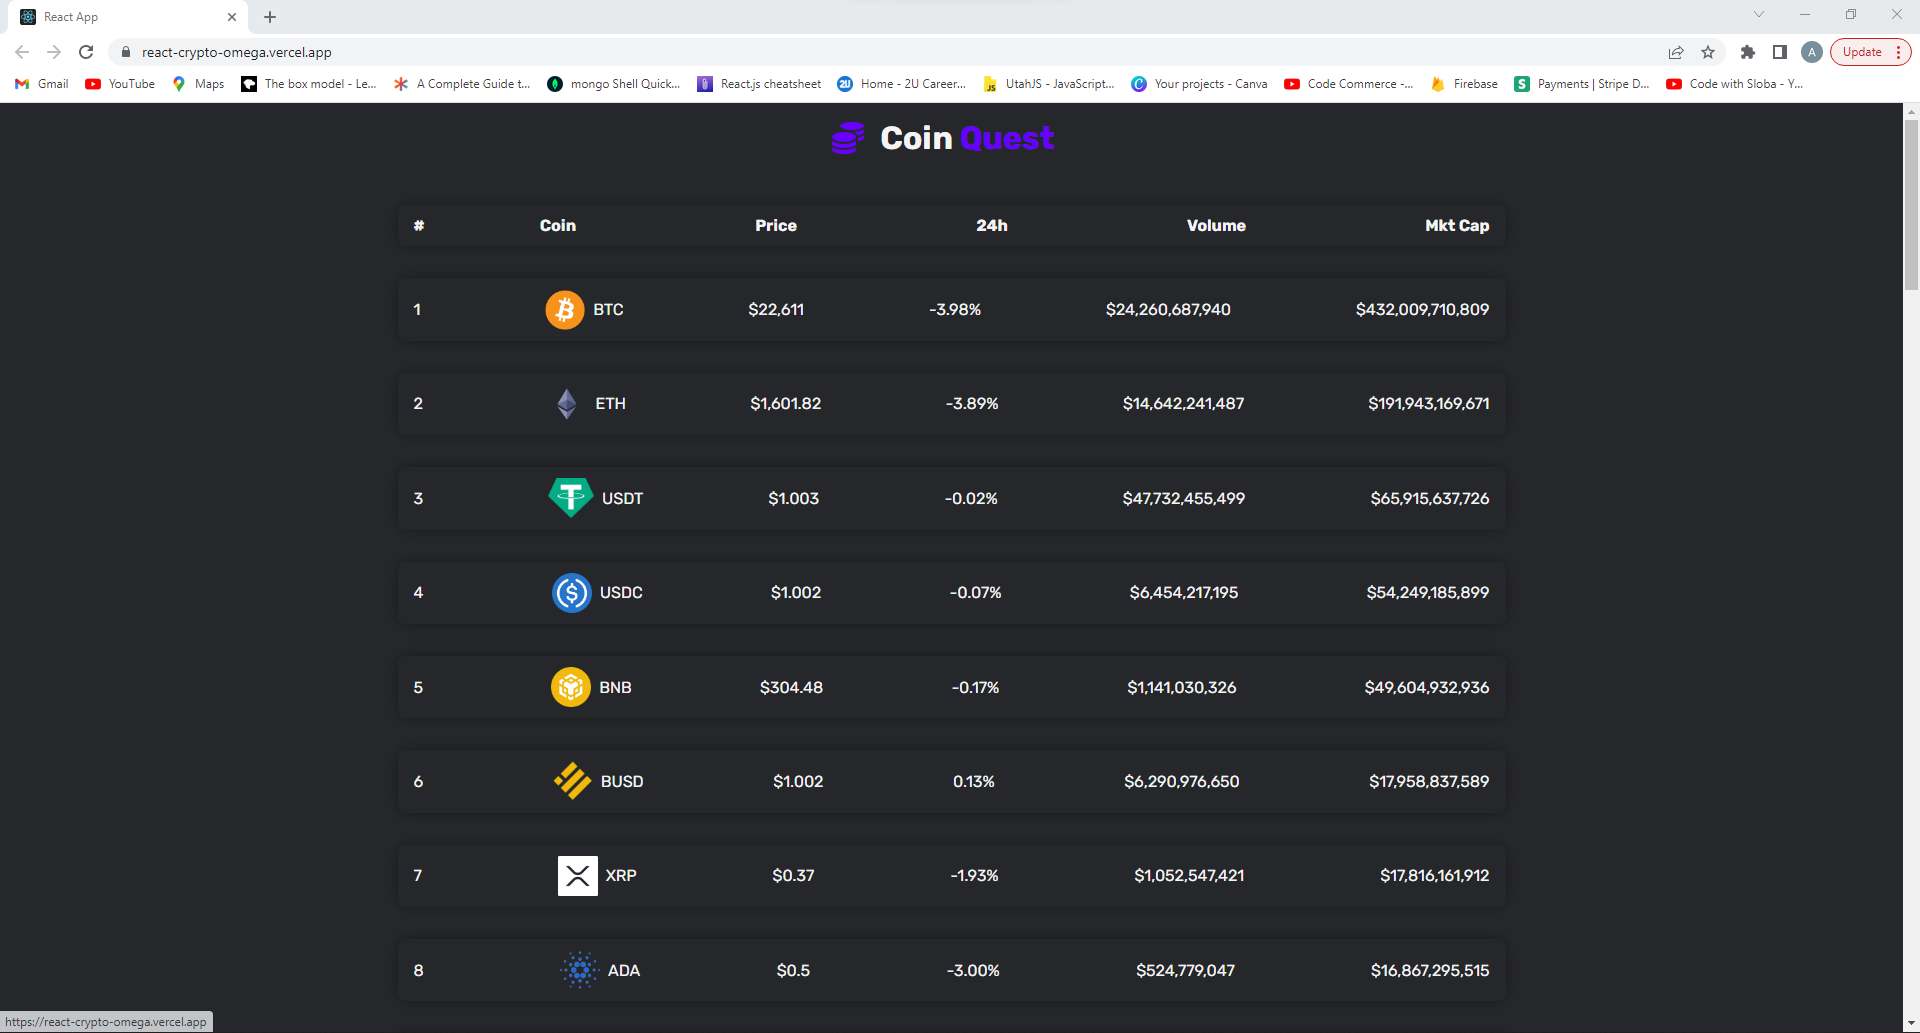 React App
react-crypto-omega.vercel.app
A
Update
Gmail YouTube Maps The box model - Le... A Complete Guide t... mongo Shell Quick... React.js cheatsheet 2U Home - 2U Career... JS UtahJS - JavaScript... C Your projects - Canva Code Commerce -... Firebase S Payments | Stripe D... Code with Sloba - Y...
Coin Quest
# Coin Price 24h Volume Mkt Cap
1 BTC $22,611 -3.98% $24,260,687,940 $432,009,710,809
2 ETH $1,601.82 -3.89% $14,642,241,487 $191,943,169,671
3 USDT $1.003 -0.02% $47,732,455,499 $65,915,637,726
4 USDC $1.002 -0.07% $6,454,217,195 $54,249,185,899
5 BNB $304.48 -0.17% $1,141,030,326 $49,604,932,936
6 BUSD $1.002 0.13% $6,290,976,650 $17,958,837,589
7 XRP $0.37 -1.93% $1,052,547,421 $17,816,161,912
8 ADA $0.5 -3.00% $524,779,047 $16,867,295,515
https://react-crypto-omega.vercel.app